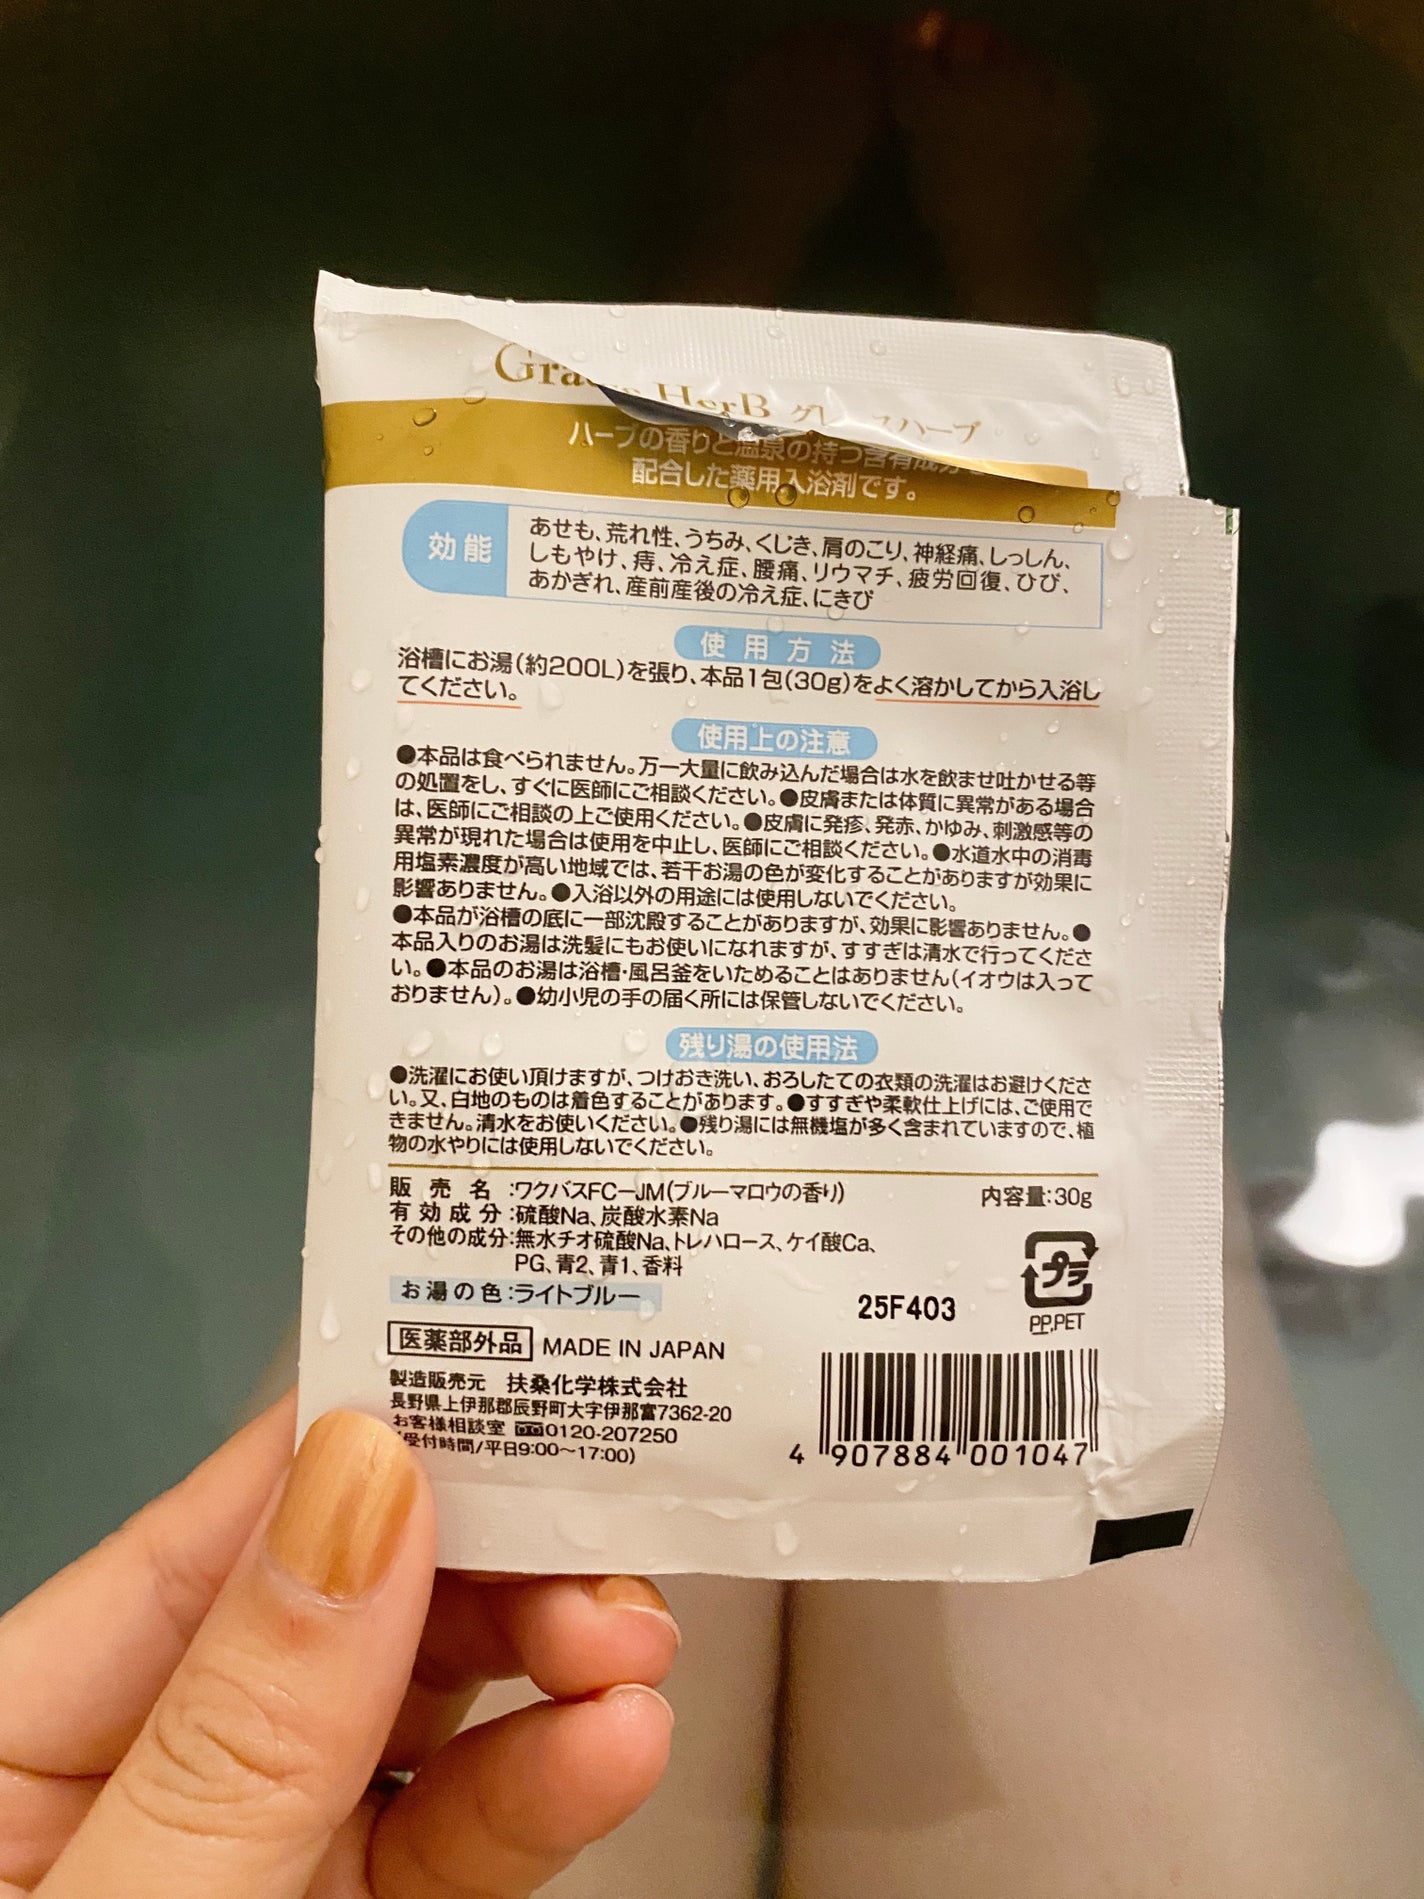 HerB
ハーブの香りと温泉の持つ含有成分
配合した薬用入浴剤です。
効能
あせも、荒れ性、うちみ、くじき、肩のこり、神経痛、しっしん、
しもやけ、痔、冷え症、腰痛、リウマチ、疲労回復、ひび、
あかぎれ、産前産後の冷え症、にきび
使用方法
浴槽にお湯(約200L)を張り、本品1包(30g)をよく溶かしてから入浴し
てください。
使用上の注意
●本品は食べられません。万一大量に飲み込んだ場合は水を飲ませ吐かせる等
の処置をし、すぐに医師にご相談ください。●皮膚または体質に異常がある場合
は、医師にご相談の上ご使用ください。●皮膚に発疹、発赤、かゆみ、刺激感等の
異常が現れた場合は使用を中止し、医師にご相談ください。●水道水中の消毒
用塩素濃度が高い地域では、若干お湯の色が変化することがありますが効果に
影響ありません。●入浴以外の用途には使用しないでください。
●本品が浴槽の底に一部沈殿することがありますが、効果に影響ありません。●
本品入りのお湯は洗髪にもお使いになれますが、すすぎは清水で行ってくださ
い。●本品のお湯は浴槽・風呂釜をいためることはありません(イオウは入って
おりません)。●幼小児の手の届く所には保管しないでください。
残り湯の使用法
●洗濯にお使い頂けますが、つけおき洗い、おろしたての衣類の洗濯はお避けくださ
い。又、白地のものは着色することがあります。●すすぎや柔軟仕上げには、ご使用で
きません。清水をお使いください。●残り湯には無機塩が多く含まれていますので、植
物の水やりには使用しないでください。
販売名:ワクバスFC-JM(ブルーマロウの香り) 内容量:30g
有効成分:硫酸Na、炭酸水素Na
その他の成分:無水チオ硫酸Na、トレハロース、ケイ酸Ca、
PG、青2、青1、香料
お湯の色:ライトブルー
25F403
プラ
PP,PET
医薬部外品 MADE IN JAPAN
製造販売元 扶桑化学株式会社
長野県上伊那郡辰野町大字伊那富7362-20
お客様相談室 0120-207250
受付時間/平日9:00～17:00)
4 907884 001047